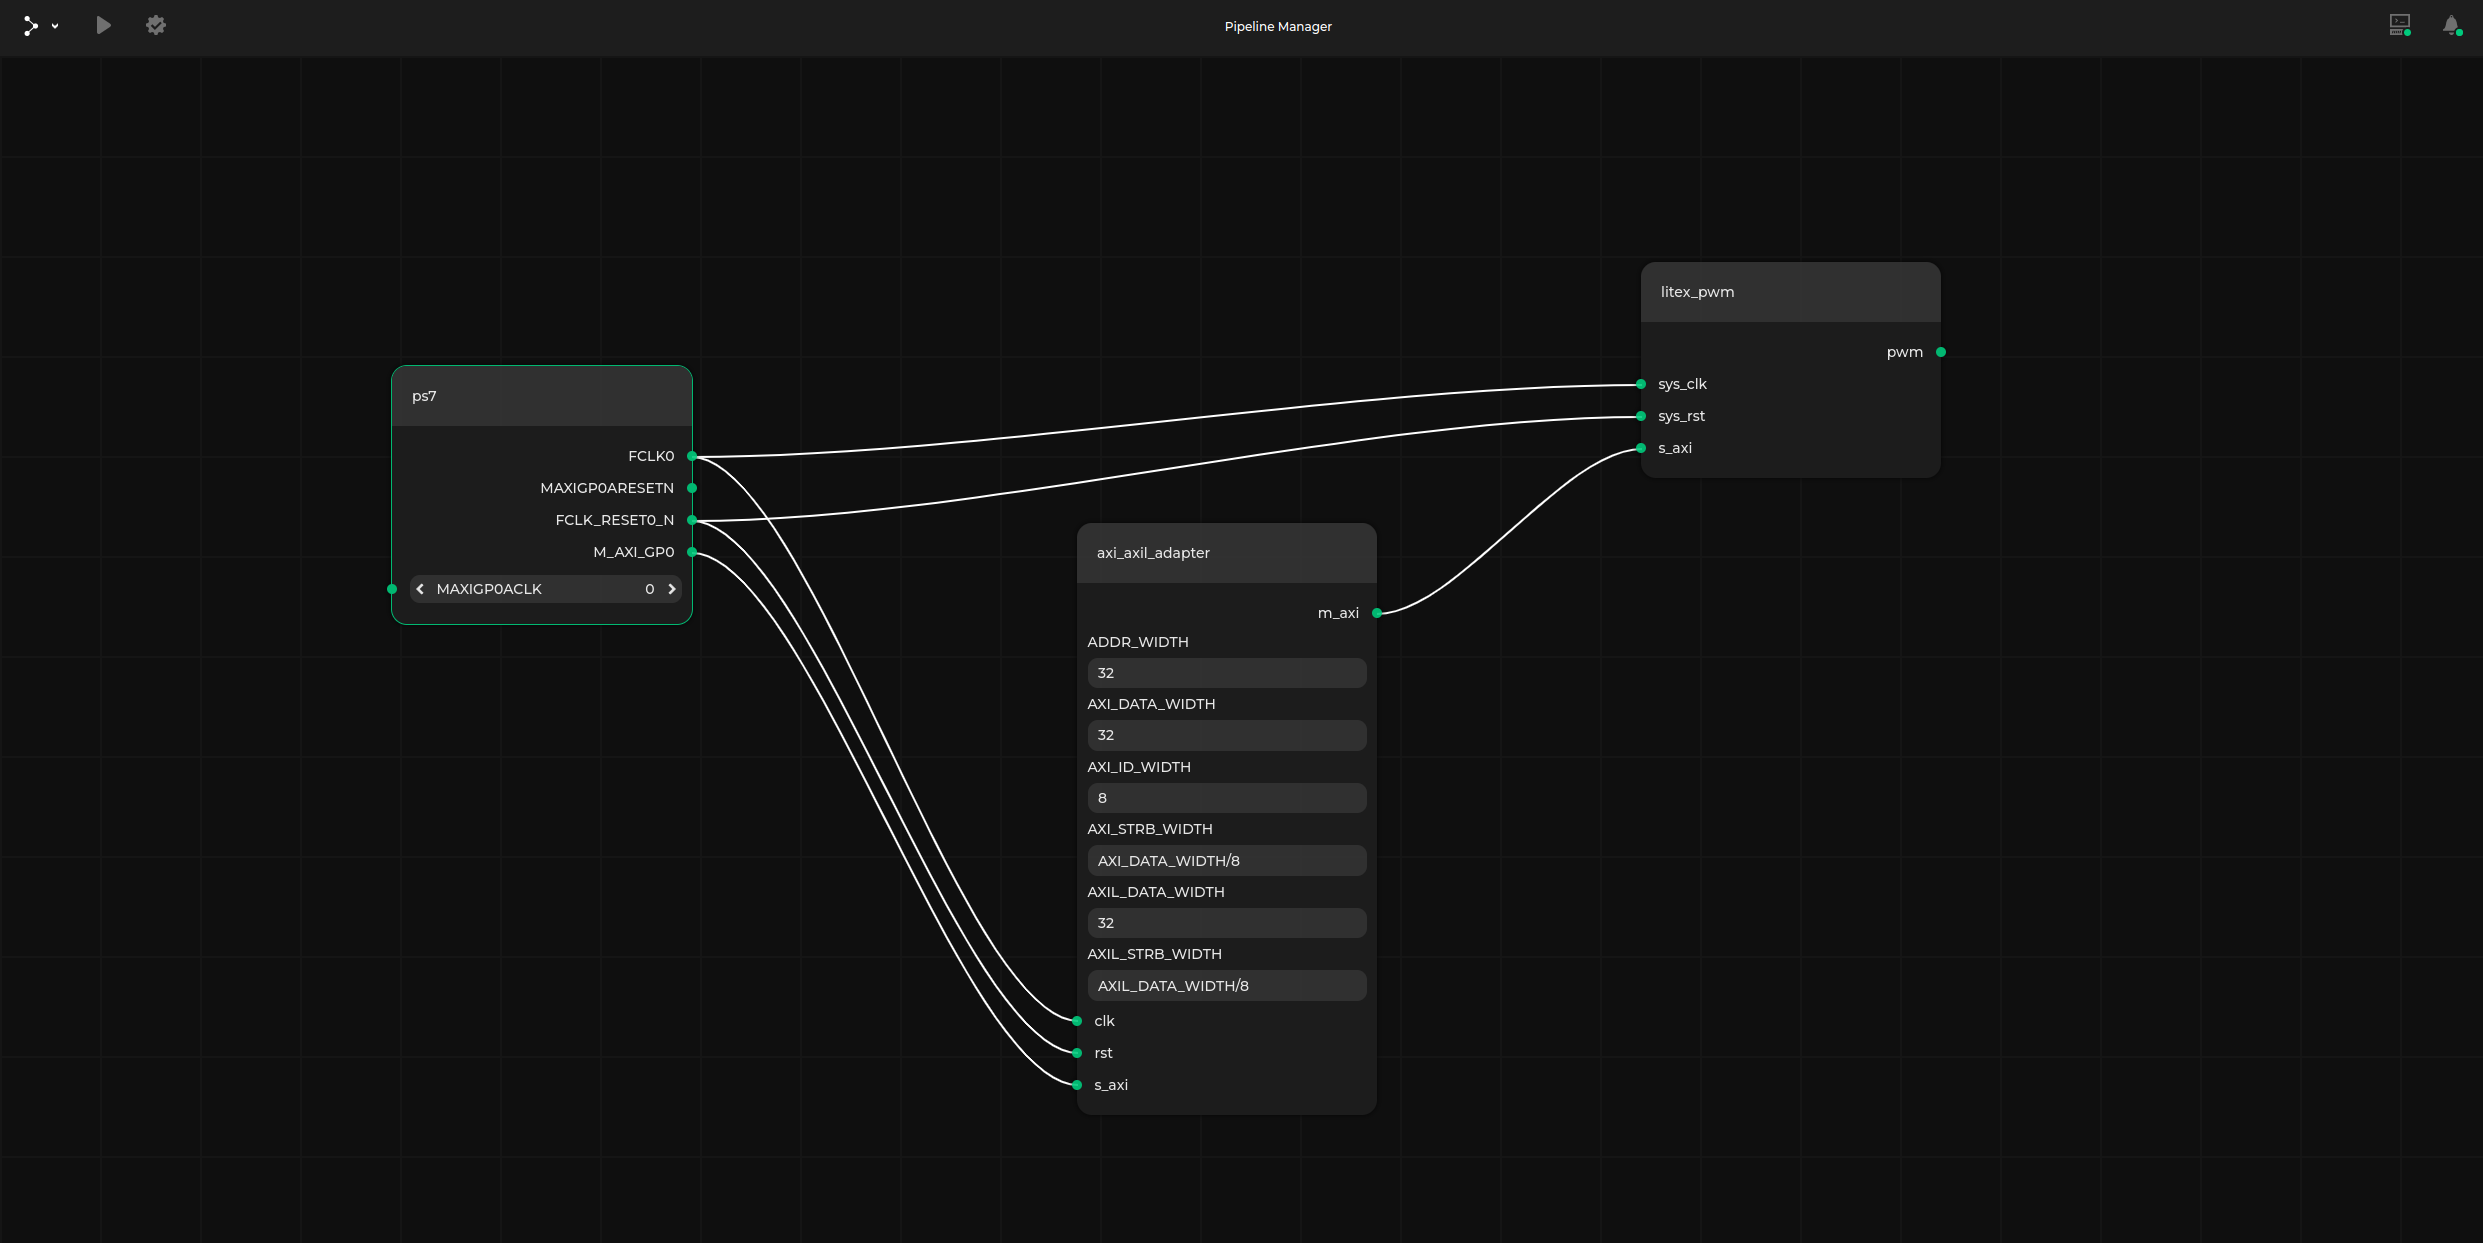 Pipeline Manager
ps7
FCLK0
MAXIGP0ARESETN
FCLK_RESET0_N
M_AXI_GP0
MAXIGP0ACLK 0
axi_axil_adapter
m_axi
ADDR_WIDTH
32
AXI_DATA_WIDTH
32
AXI_ID_WIDTH
8
AXI_STRB_WIDTH
AXI_DATA_WIDTH/8
AXIL_DATA_WIDTH
32
AXIL_STRB_WIDTH
AXIL_DATA_WIDTH/8
clk
rst
s_axi
litex_pwm
pwm
sys_clk
sys_rst
s_axi